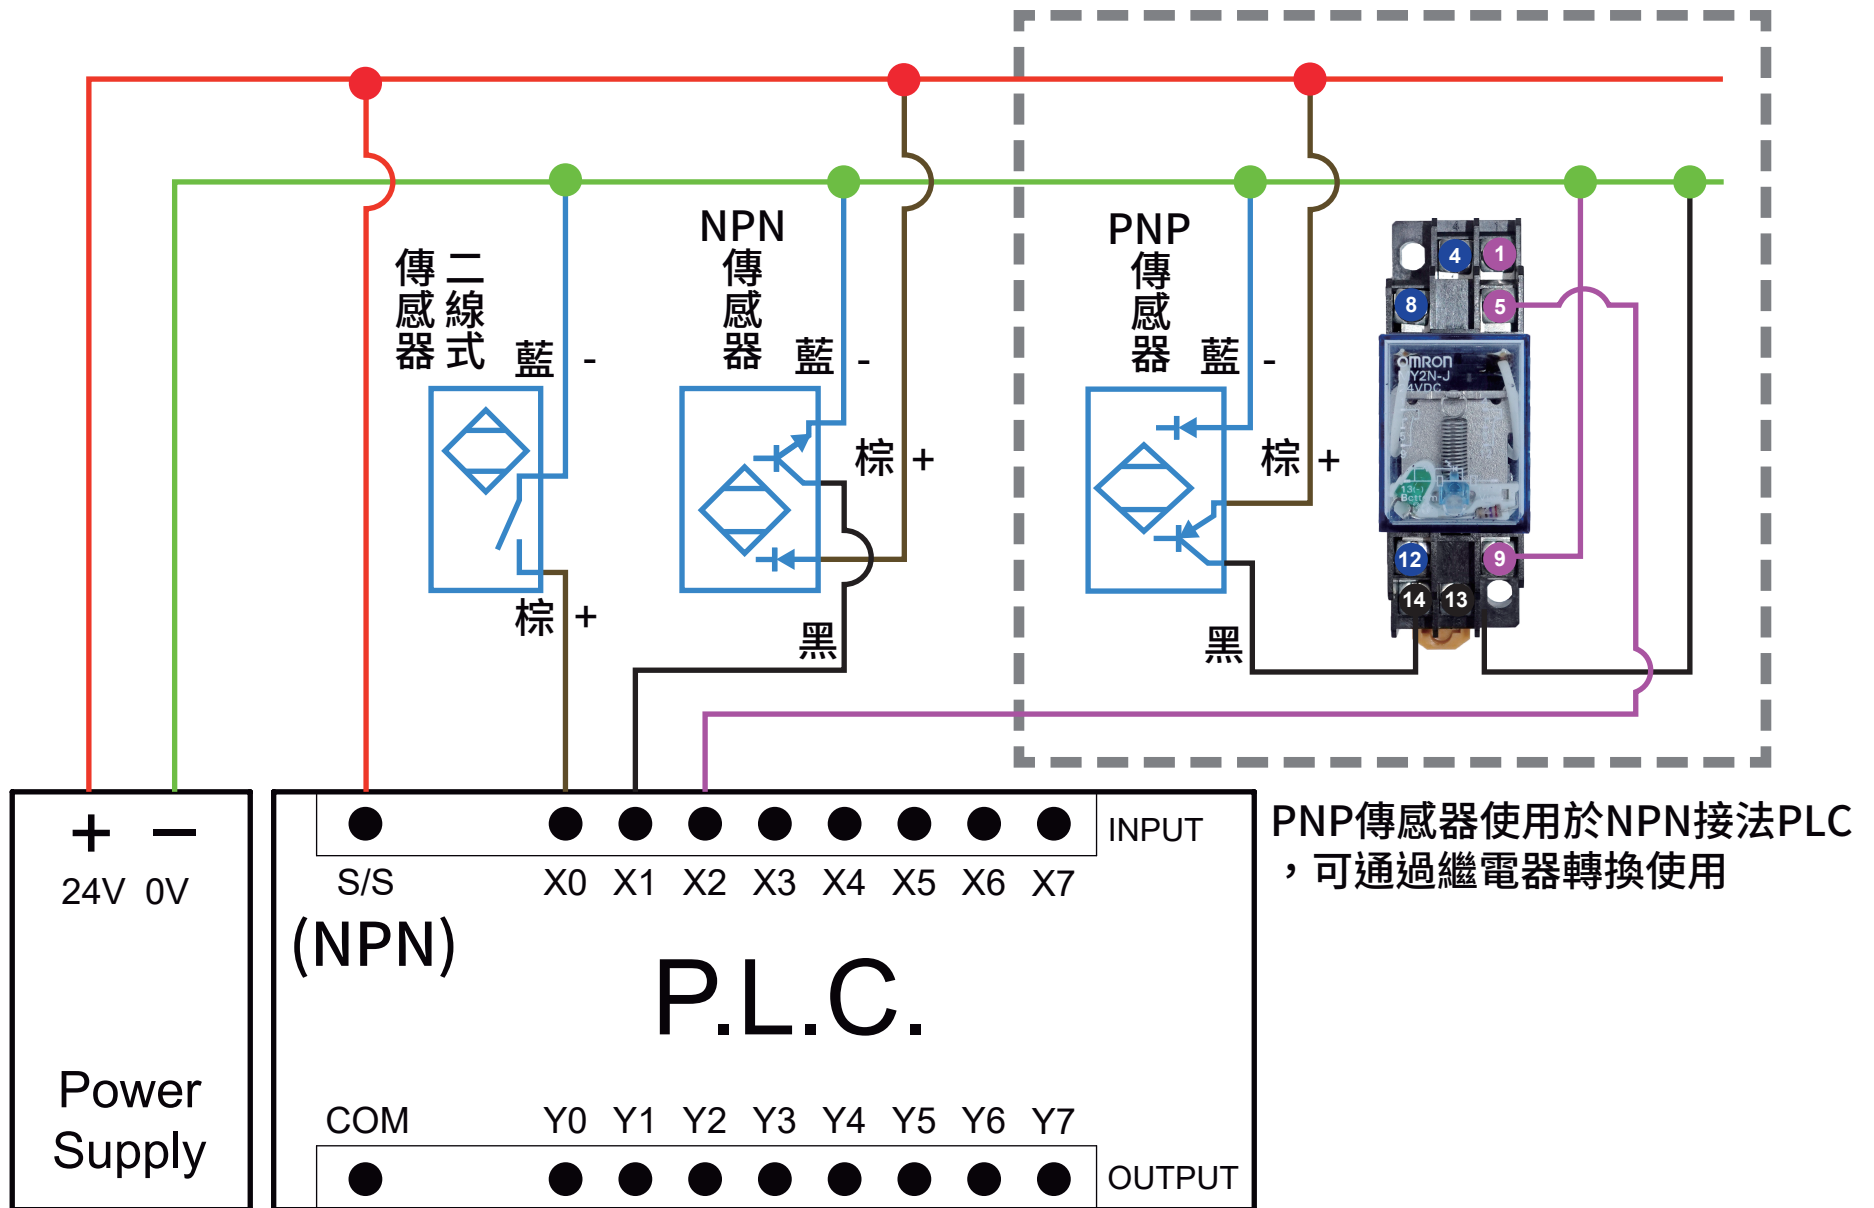 NPN
傳感器
PNP
傳感器
二線式
傳感器
藍 -
藍 -
藍 -
棕 +
棕 +
棕 +
黑
黑
4
1
8
5
OMRON
MY2N-J
24VDC
13(-)
Bottom
12
9
14
13
+ −
24V 0V
Power
Supply
INPUT
S/S X0 X1 X2 X3 X4 X5 X6 X7
(NPN)
P.L.C.
COM Y0 Y1 Y2 Y3 Y4 Y5 Y6 Y7
OUTPUT
PNP傳感器使用於NPN接法PLC
，可通過繼電器轉換使用